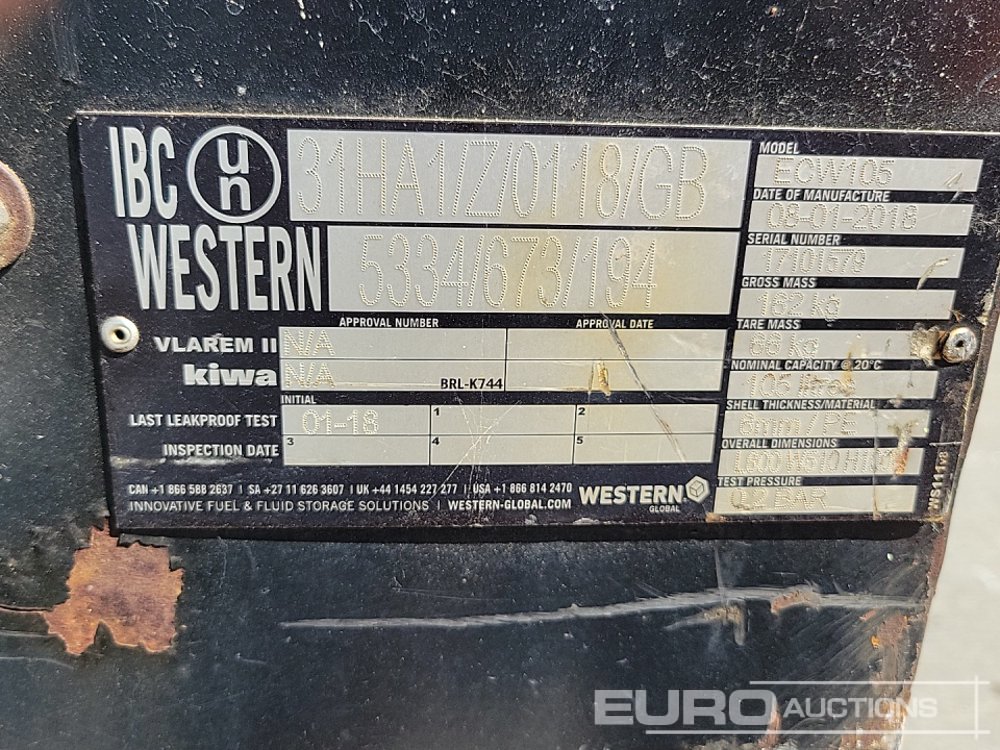 IBC un 31HA1/Z/0118/GB
WESTERN 5334/673/194
APPROVAL NUMBER APPROVAL DATE
VLAREM II N/A
kiwa N/A BRL-K744
INITIAL 1 2
LAST LEAKPROOF TEST 01-18
INSPECTION DATE 3 4 5
CAN +1 866 588 2637 | SA +27 11 626 3607 | UK +44 1454 227 277 | USA +1 866 814 2470
INNOVATIVE FUEL & FLUID STORAGE SOLUTIONS | WESTERN-GLOBAL.COM
WESTERN
GLOBAL
MODEL
ECW105
DATE OF MANUFACTURE
08-01-2018
SERIAL NUMBER
17101579
GROSS MASS
162 kg
TARE MASS
66 kg
NOMINAL CAPACITY @ 20°C
105 litres
SHELL THICKNESS/MATERIAL
6mm/PE
OVERALL DIMENSIONS
TEST PRESSURE
0.2 BAR
EURO AUCTIONS